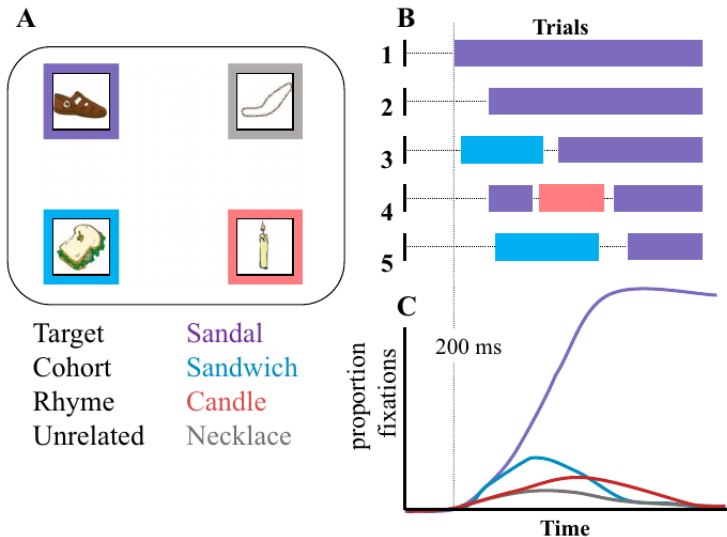 A
Target Sandal
Cohort Sandwich
Rhyme Candle
Unrelated Necklace
B
Trials
1
2
3
4
5
C
200 ms
proportion
fixations
Time